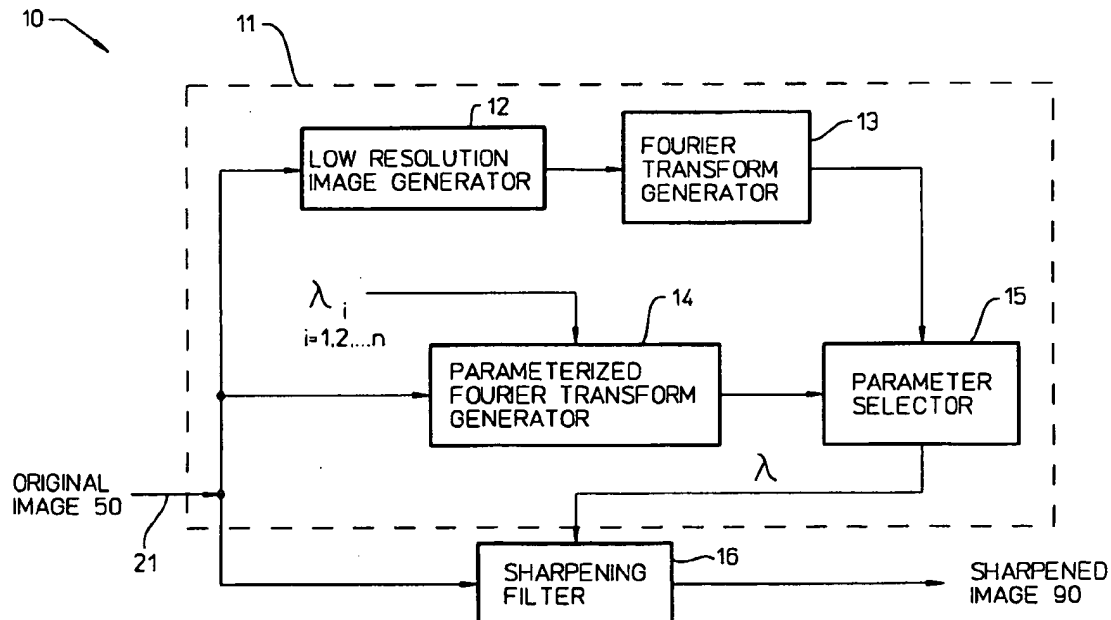 10
11
12
LOW RESOLUTION
IMAGE GENERATOR
13
FOURIER
TRANSFORM
GENERATOR
λ i
i=1,2,...n
14
PARAMETERIZED
FOURIER TRANSFORM
GENERATOR
15
PARAMETER
SELECTOR
λ
ORIGINAL
IMAGE 50
21
16
SHARPENING
FILTER
SHARPENED
IMAGE 90